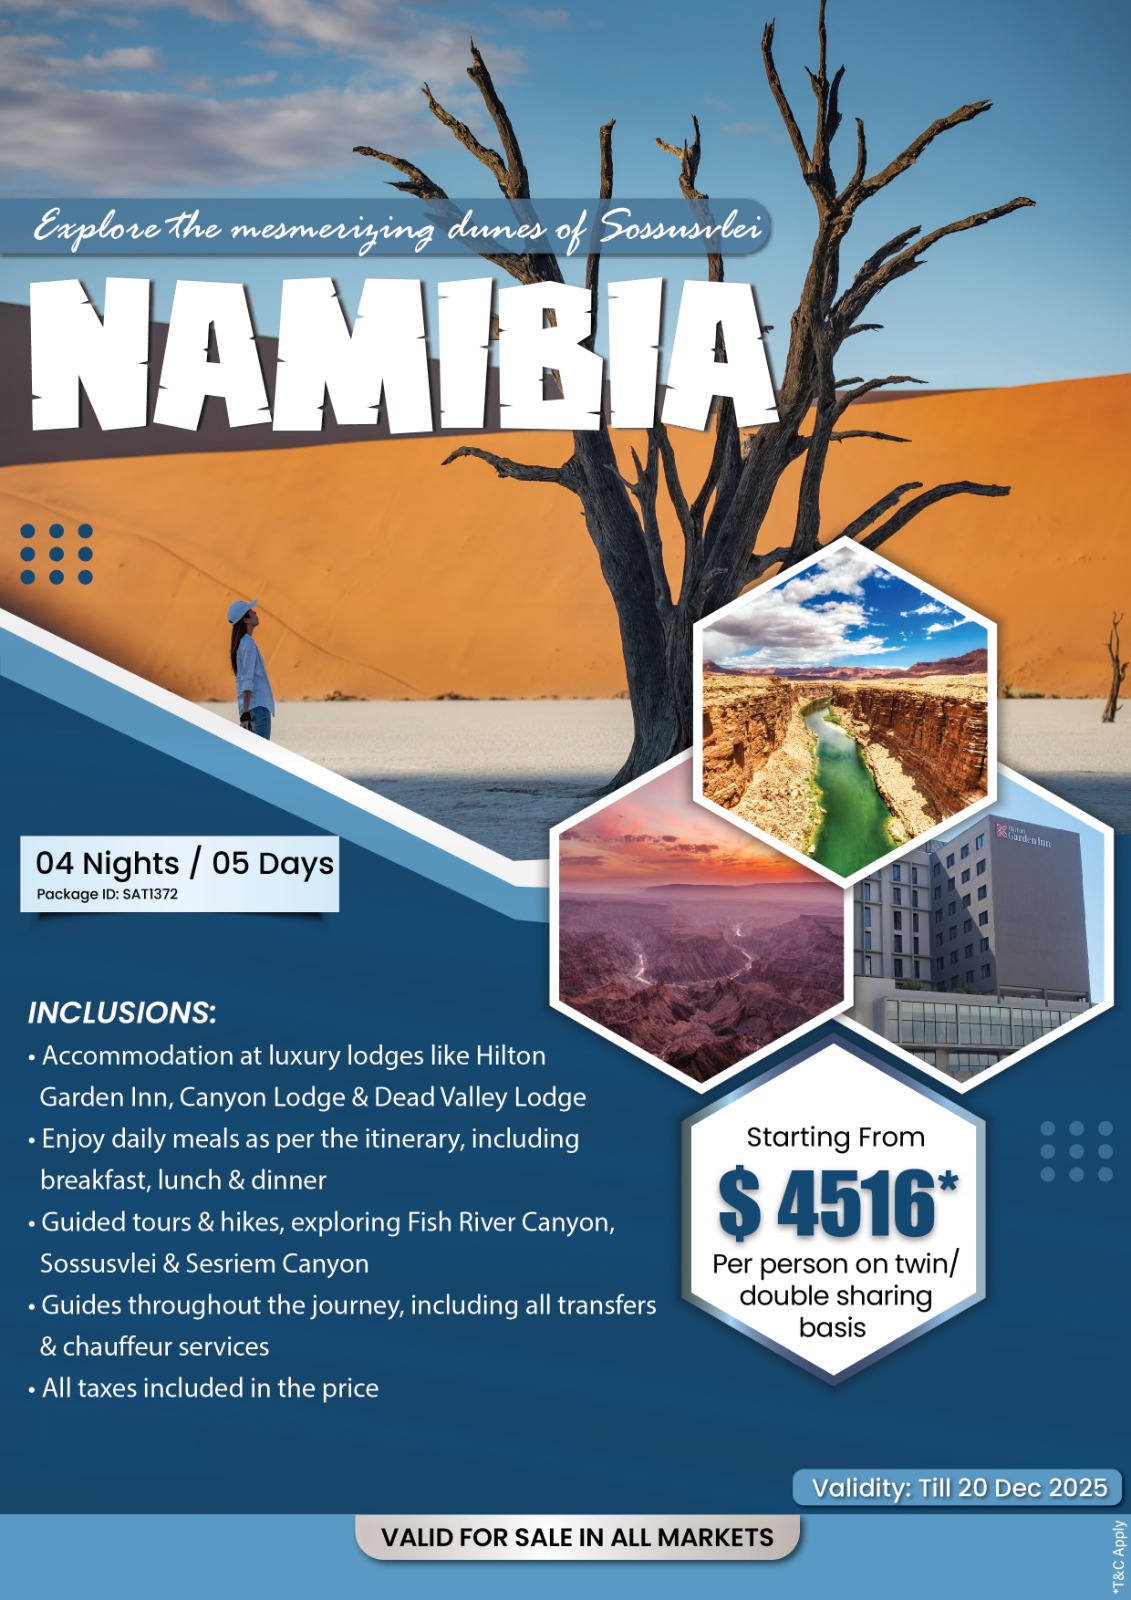 Explore the mesmerizing dunes of Sossusvlei
NAMIBIA
Hilton
Garden Inn
04 Nights / 05 Days
Package ID: SAT1372
INCLUSIONS:
• Accommodation at luxury lodges like Hilton
Garden Inn, Canyon Lodge & Dead Valley Lodge
• Enjoy daily meals as per the itinerary, including
breakfast, lunch & dinner
• Guided tours & hikes, exploring Fish River Canyon,
Sossusvlei & Sesriem Canyon
• Guides throughout the journey, including all transfers
& chauffeur services
• All taxes included in the price
Starting From
$ 4516*
Per person on twin/
double sharing
basis
Validity: Till 20 Dec 2025
VALID FOR SALE IN ALL MARKETS
*T&C Apply